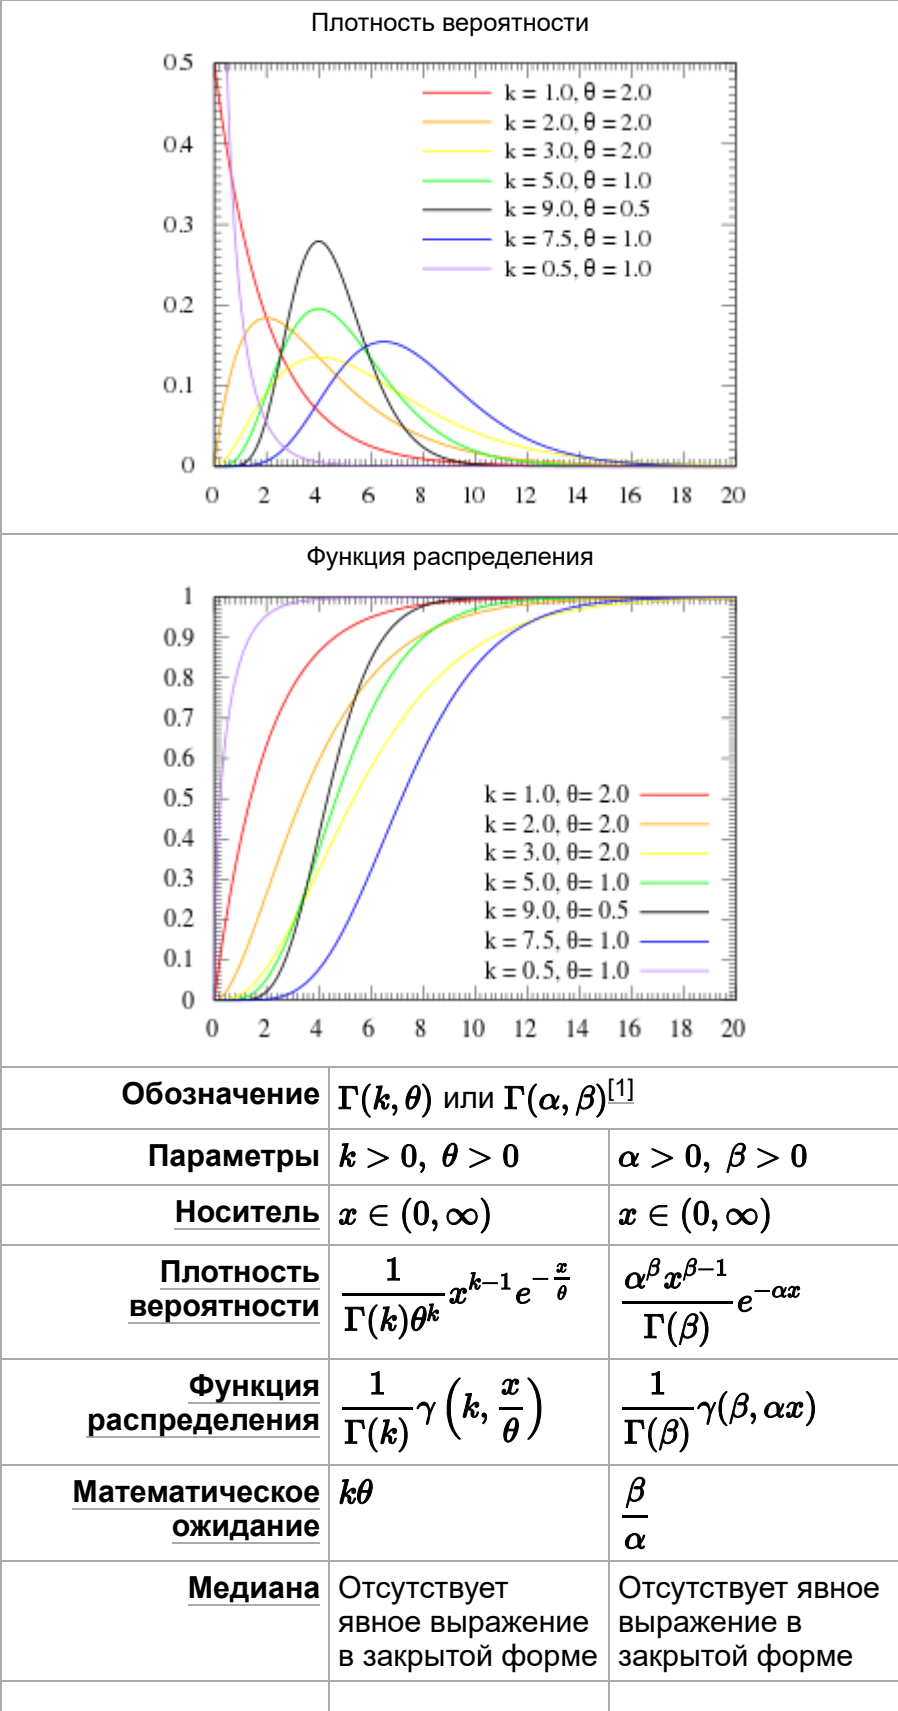 Плотность вероятности
0.5
0.4
0.3
0.2
0.1
0
k = 1.0, θ = 2.0
k = 2.0, θ = 2.0
k = 3.0, θ = 2.0
k = 5.0, θ = 1.0
k = 9.0, θ = 0.5
k = 7.5, θ = 1.0
k = 0.5, θ = 1.0
0 2 4 6 8 10 12 14 16 18 20
Функция распределения
1
0.9
0.8
0.7
0.6
0.5
0.4
0.3
0.2
0.1
0
k = 1.0, θ= 2.0
k = 2.0, θ= 2.0
k = 3.0, θ= 2.0
k = 5.0, θ= 1.0
k = 9.0, θ= 0.5
k = 7.5, θ= 1.0
k = 0.5, θ= 1.0
0 2 4 6 8 10 12 14 16 18 20
Обозначение Γ(k, θ) или Γ(α, β)[1]
Параметры k > 0, θ > 0 α > 0, β > 0
Носитель x ∈ (0, ∞) x ∈ (0, ∞)
Плотность
вероятности
\frac{1}{Γ(k)θ^k} x^{k−1} e^{−\frac{x}{θ}} \frac{α^β x^{β−1}}{Γ(β)} e^{−αx}
Функция
распределения
\frac{1}{Γ(k)} γ(k, \frac{x}{θ}) \frac{1}{Γ(β)} γ(β, αx)
Математическое
ожидание
kθ \frac{β}{α}
Медиана
Отсутствует
явное выражение
в закрытой форме
Отсутствует явное
выражение в
закрытой форме